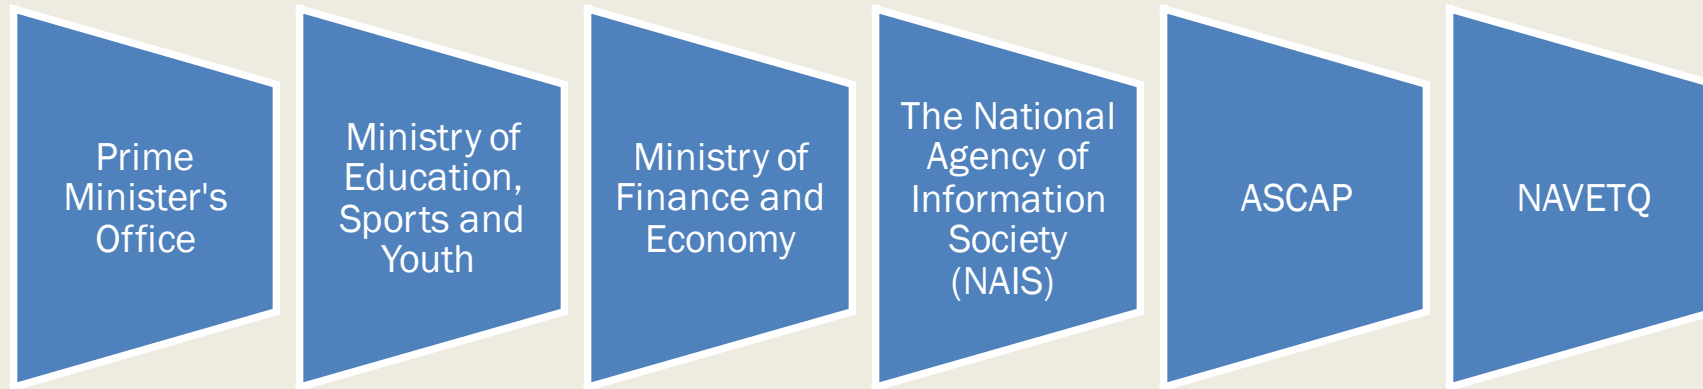 Prime
Minister's
Office
Ministry of
Education,
Sports and
Youth
Ministry of
Finance and
Economy
The National
Agency of
Information
Society
(NAIS)
ASCAP
NAVETQ